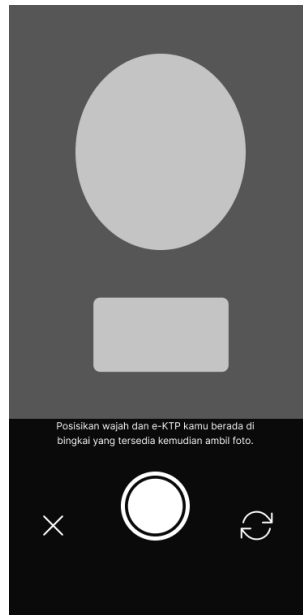 Posisikan wajah dan e-KTP kamu berada di
bingkai yang tersedia kemudian ambil foto.